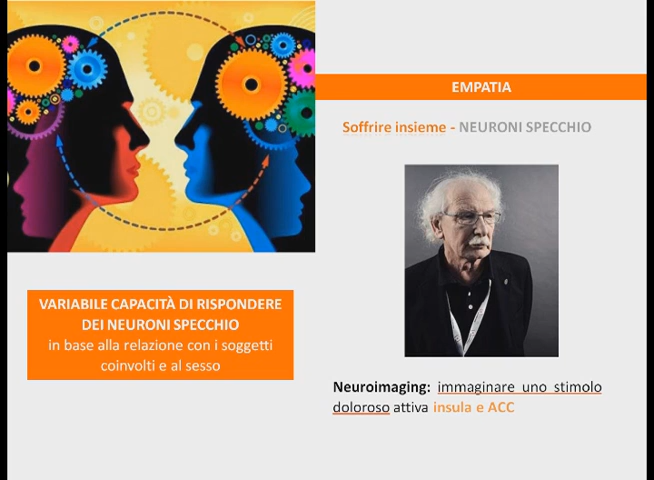 EMPATIA
Soffrire insieme - NEURONI SPECCHIO
VARIABILE CAPACITÀ DI RISPONDERE
DEI NEURONI SPECCHIO
in base alla relazione con i soggetti
coinvolti e al sesso
Neuroimaging: immaginare uno stimolo
doloroso attiva insula e ACC